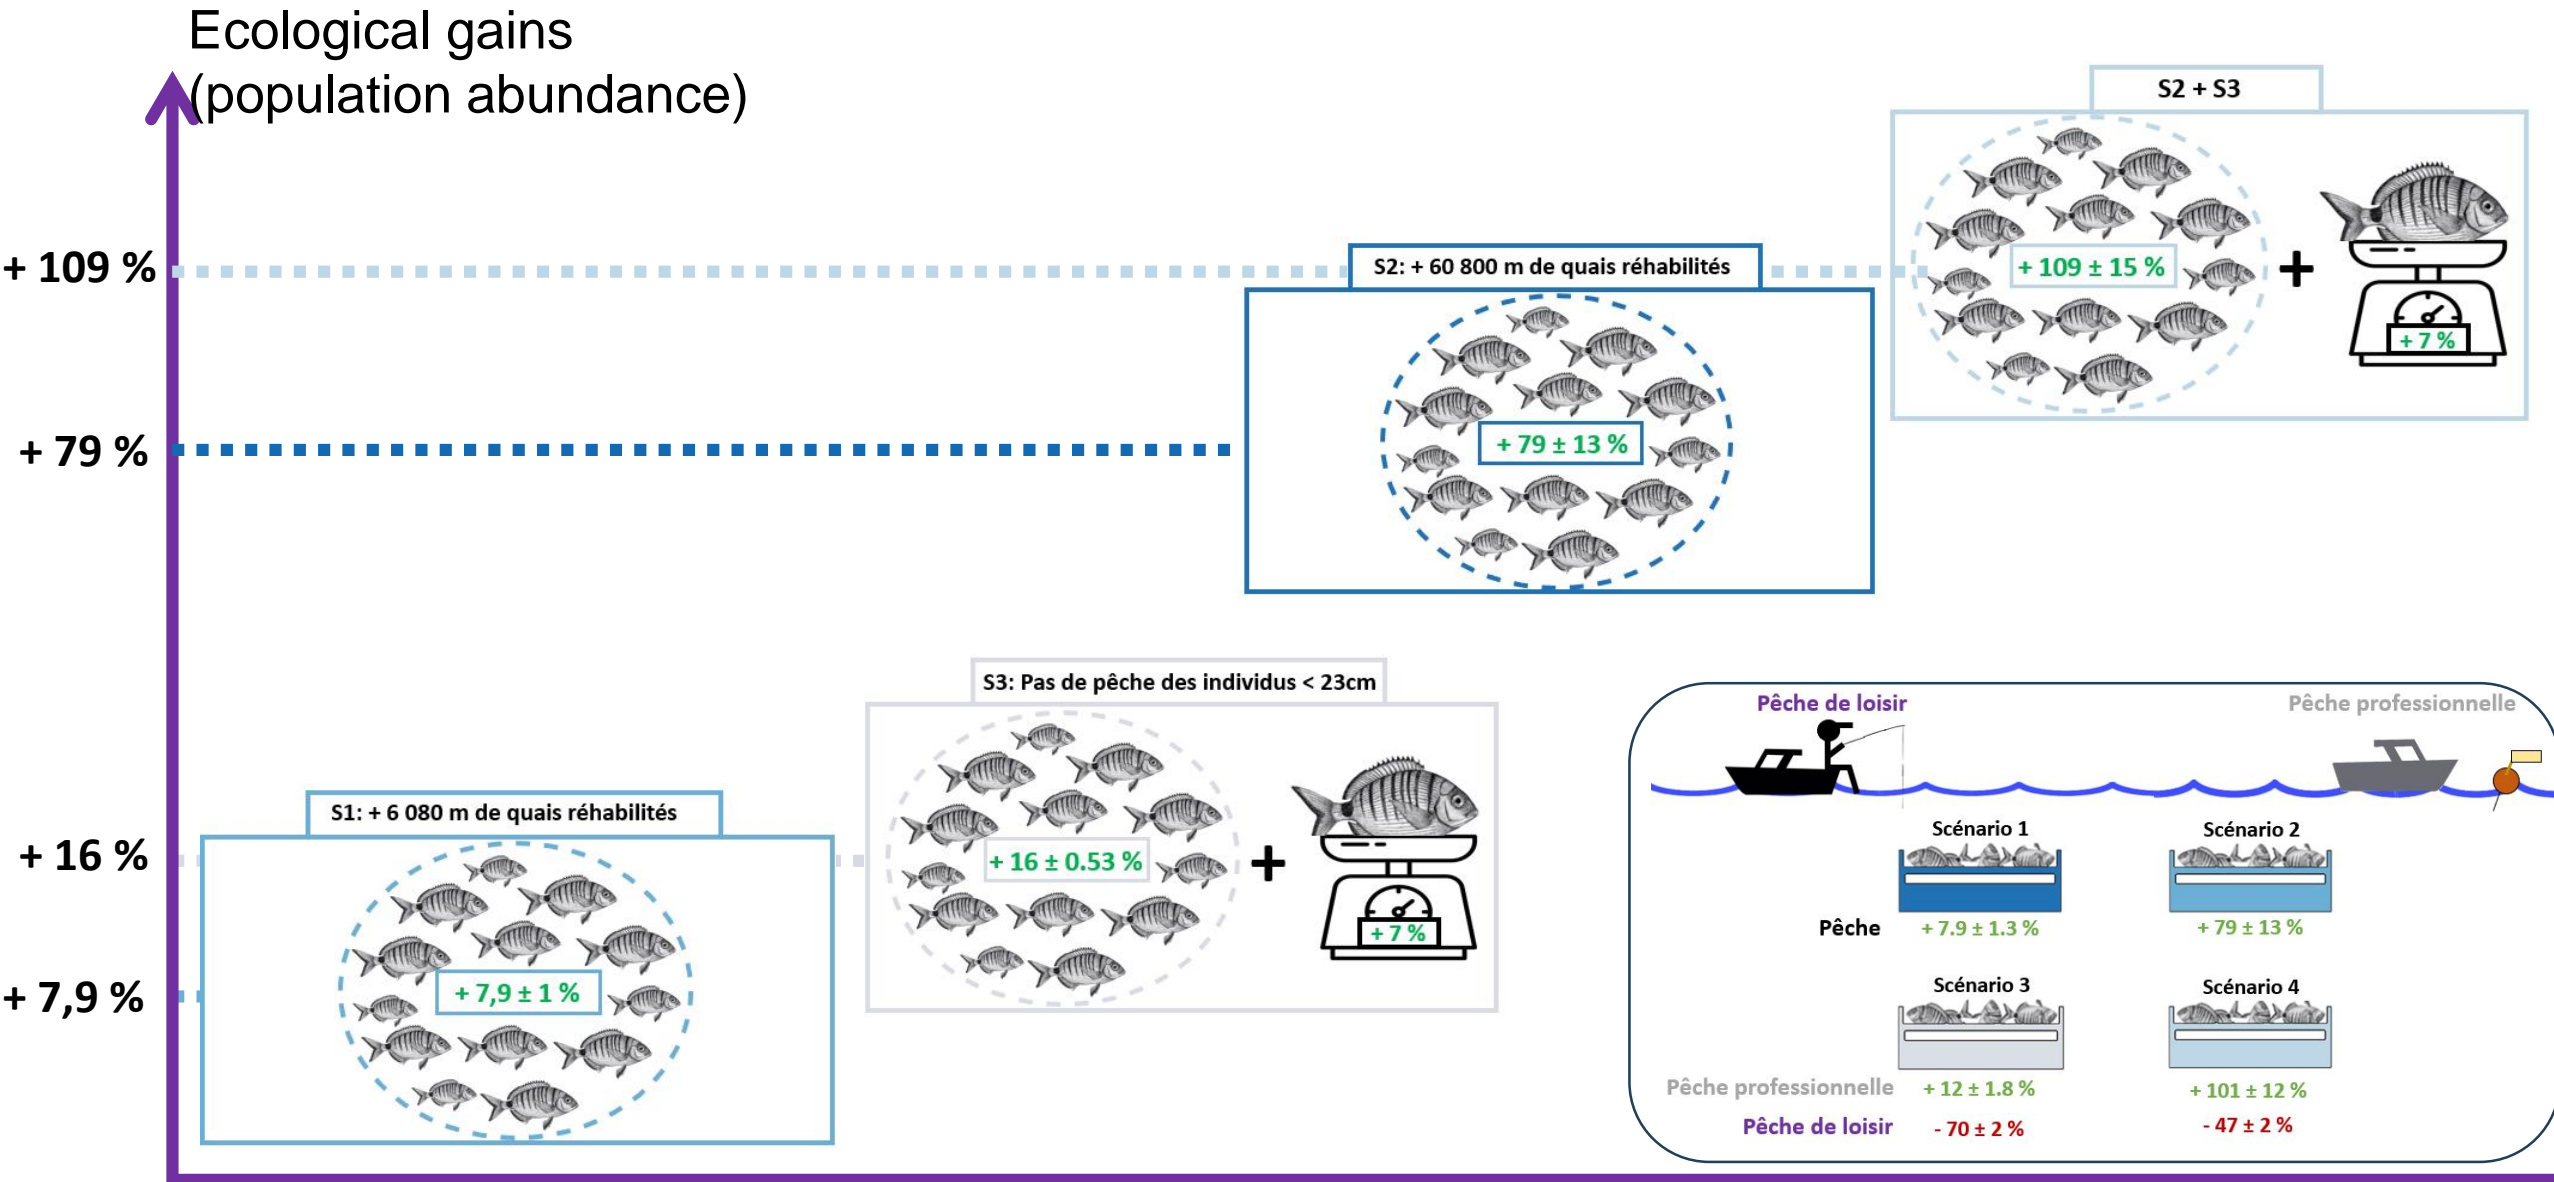 Ecological gains
(population abundance)
S2 + S3
+ 109 %
S2: + 60 800 m de quais réhabilités
+ 109 ± 15 %
+
+ 7 %
+ 79 %
+ 79 ± 13 %
S3: Pas de pêche des individus < 23cm
Pêche de loisir
Pêche professionnelle
S1: + 6 080 m de quais réhabilités
+ 16 %
+ 16 ± 0.53 %
+
+ 7 %
+ 7,9 %
+ 7,9 ± 1 %
Scénario 1
Scénario 2
Pêche
+ 7.9 ± 1.3 %
+ 79 ± 13 %
Scénario 3
Scénario 4
Pêche professionnelle
+ 12 ± 1.8 %
+ 101 ± 12 %
Pêche de loisir
- 70 ± 2 %
- 47 ± 2 %